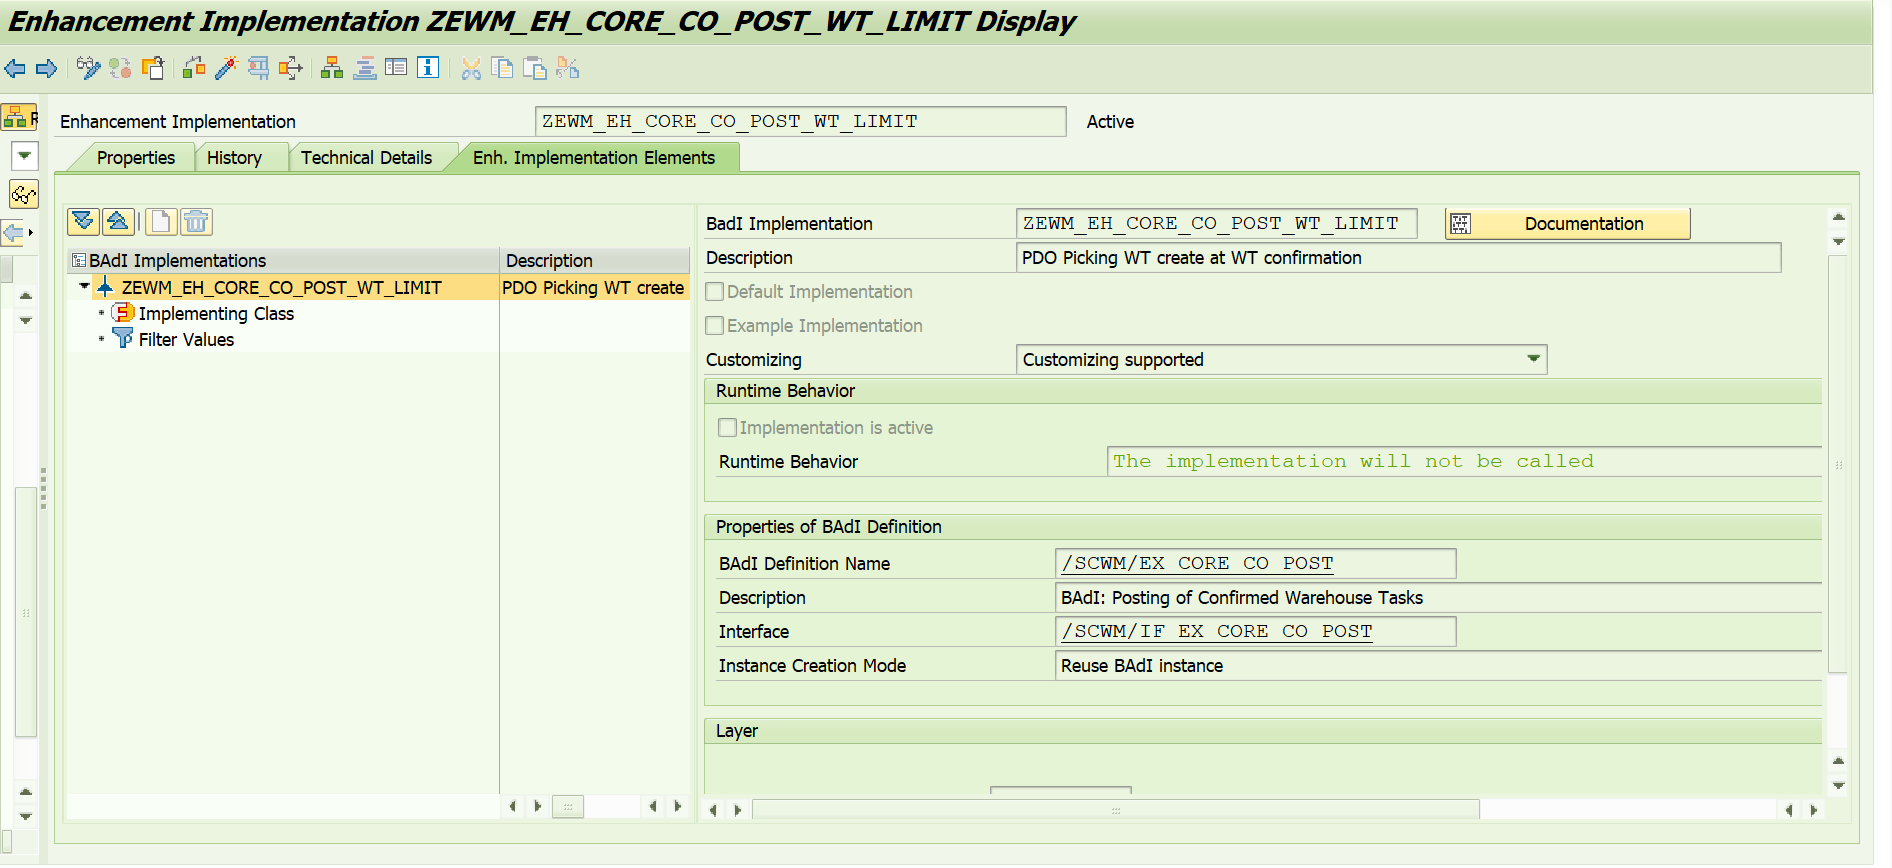 Enhancement Implementation ZEWM_EH_CORE_CO_POST_WT_LIMIT Display
Enhancement Implementation ZEWM_EH_CORE_CO_POST_WT_LIMIT Active
Properties History Technical Details Enh. Implementation Elements
BAdI Implementations Description
ZEWM_EH_CORE_CO_POST_WT_LIMIT PDO Picking WT create
Implementing Class
Filter Values
BadI Implementation ZEWM_EH_CORE_CO_POST_WT_LIMIT Documentation
Description PDO Picking WT create at WT confirmation
Default Implementation
Example Implementation
Customizing Customizing supported
Runtime Behavior
Implementation is active
Runtime Behavior The implementation will not be called
Properties of BAdI Definition
BAdI Definition Name /SCWM/EX_CORE_CO_POST
Description BAdI: Posting of Confirmed Warehouse Tasks
Interface /SCWM/IF_EX_CORE_CO_POST
Instance Creation Mode Reuse BAdI instance
Layer